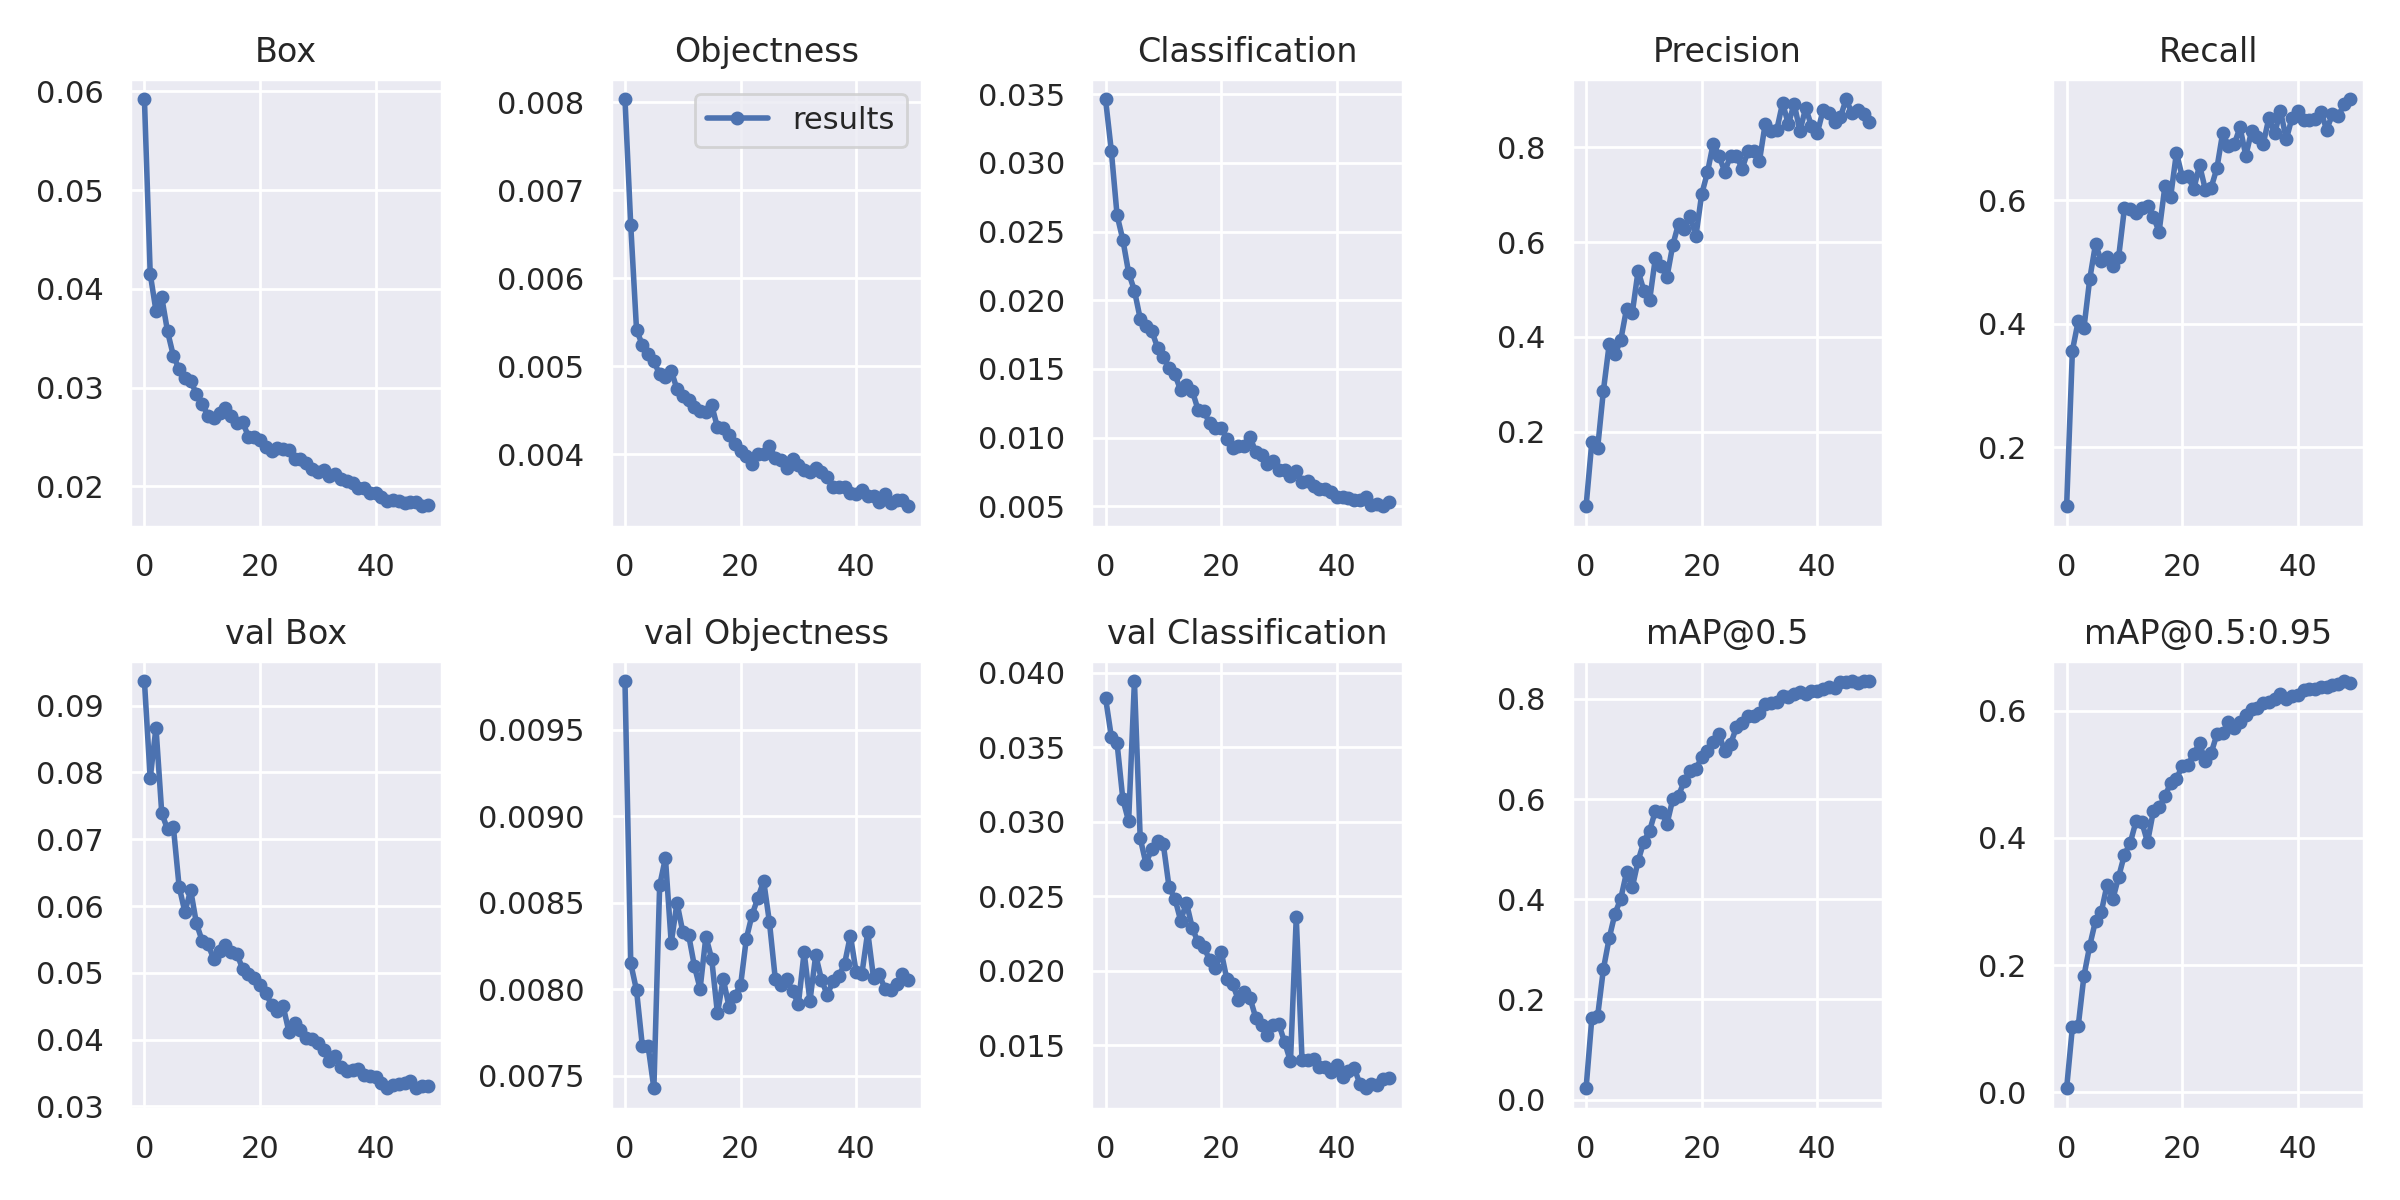 Box
0.06
0.05
0.04
0.03
0.02
0 20 40
Objectness
results
0.008
0.007
0.006
0.005
0.004
0 20 40
Classification
0.035
0.030
0.025
0.020
0.015
0.010
0.005
0 20 40
Precision
0.8
0.6
0.4
0.2
0 20 40
Recall
0.6
0.4
0.2
0 20 40
val Box
0.09
0.08
0.07
0.06
0.05
0.04
0.03
0 20 40
val Objectness
0.0095
0.0090
0.0085
0.0080
0.0075
0 20 40
val Classification
0.040
0.035
0.030
0.025
0.020
0.015
0 20 40
mAP@0.5
0.8
0.6
0.4
0.2
0.0
0 20 40
mAP@0.5:0.95
0.6
0.4
0.2
0.0
0 20 40